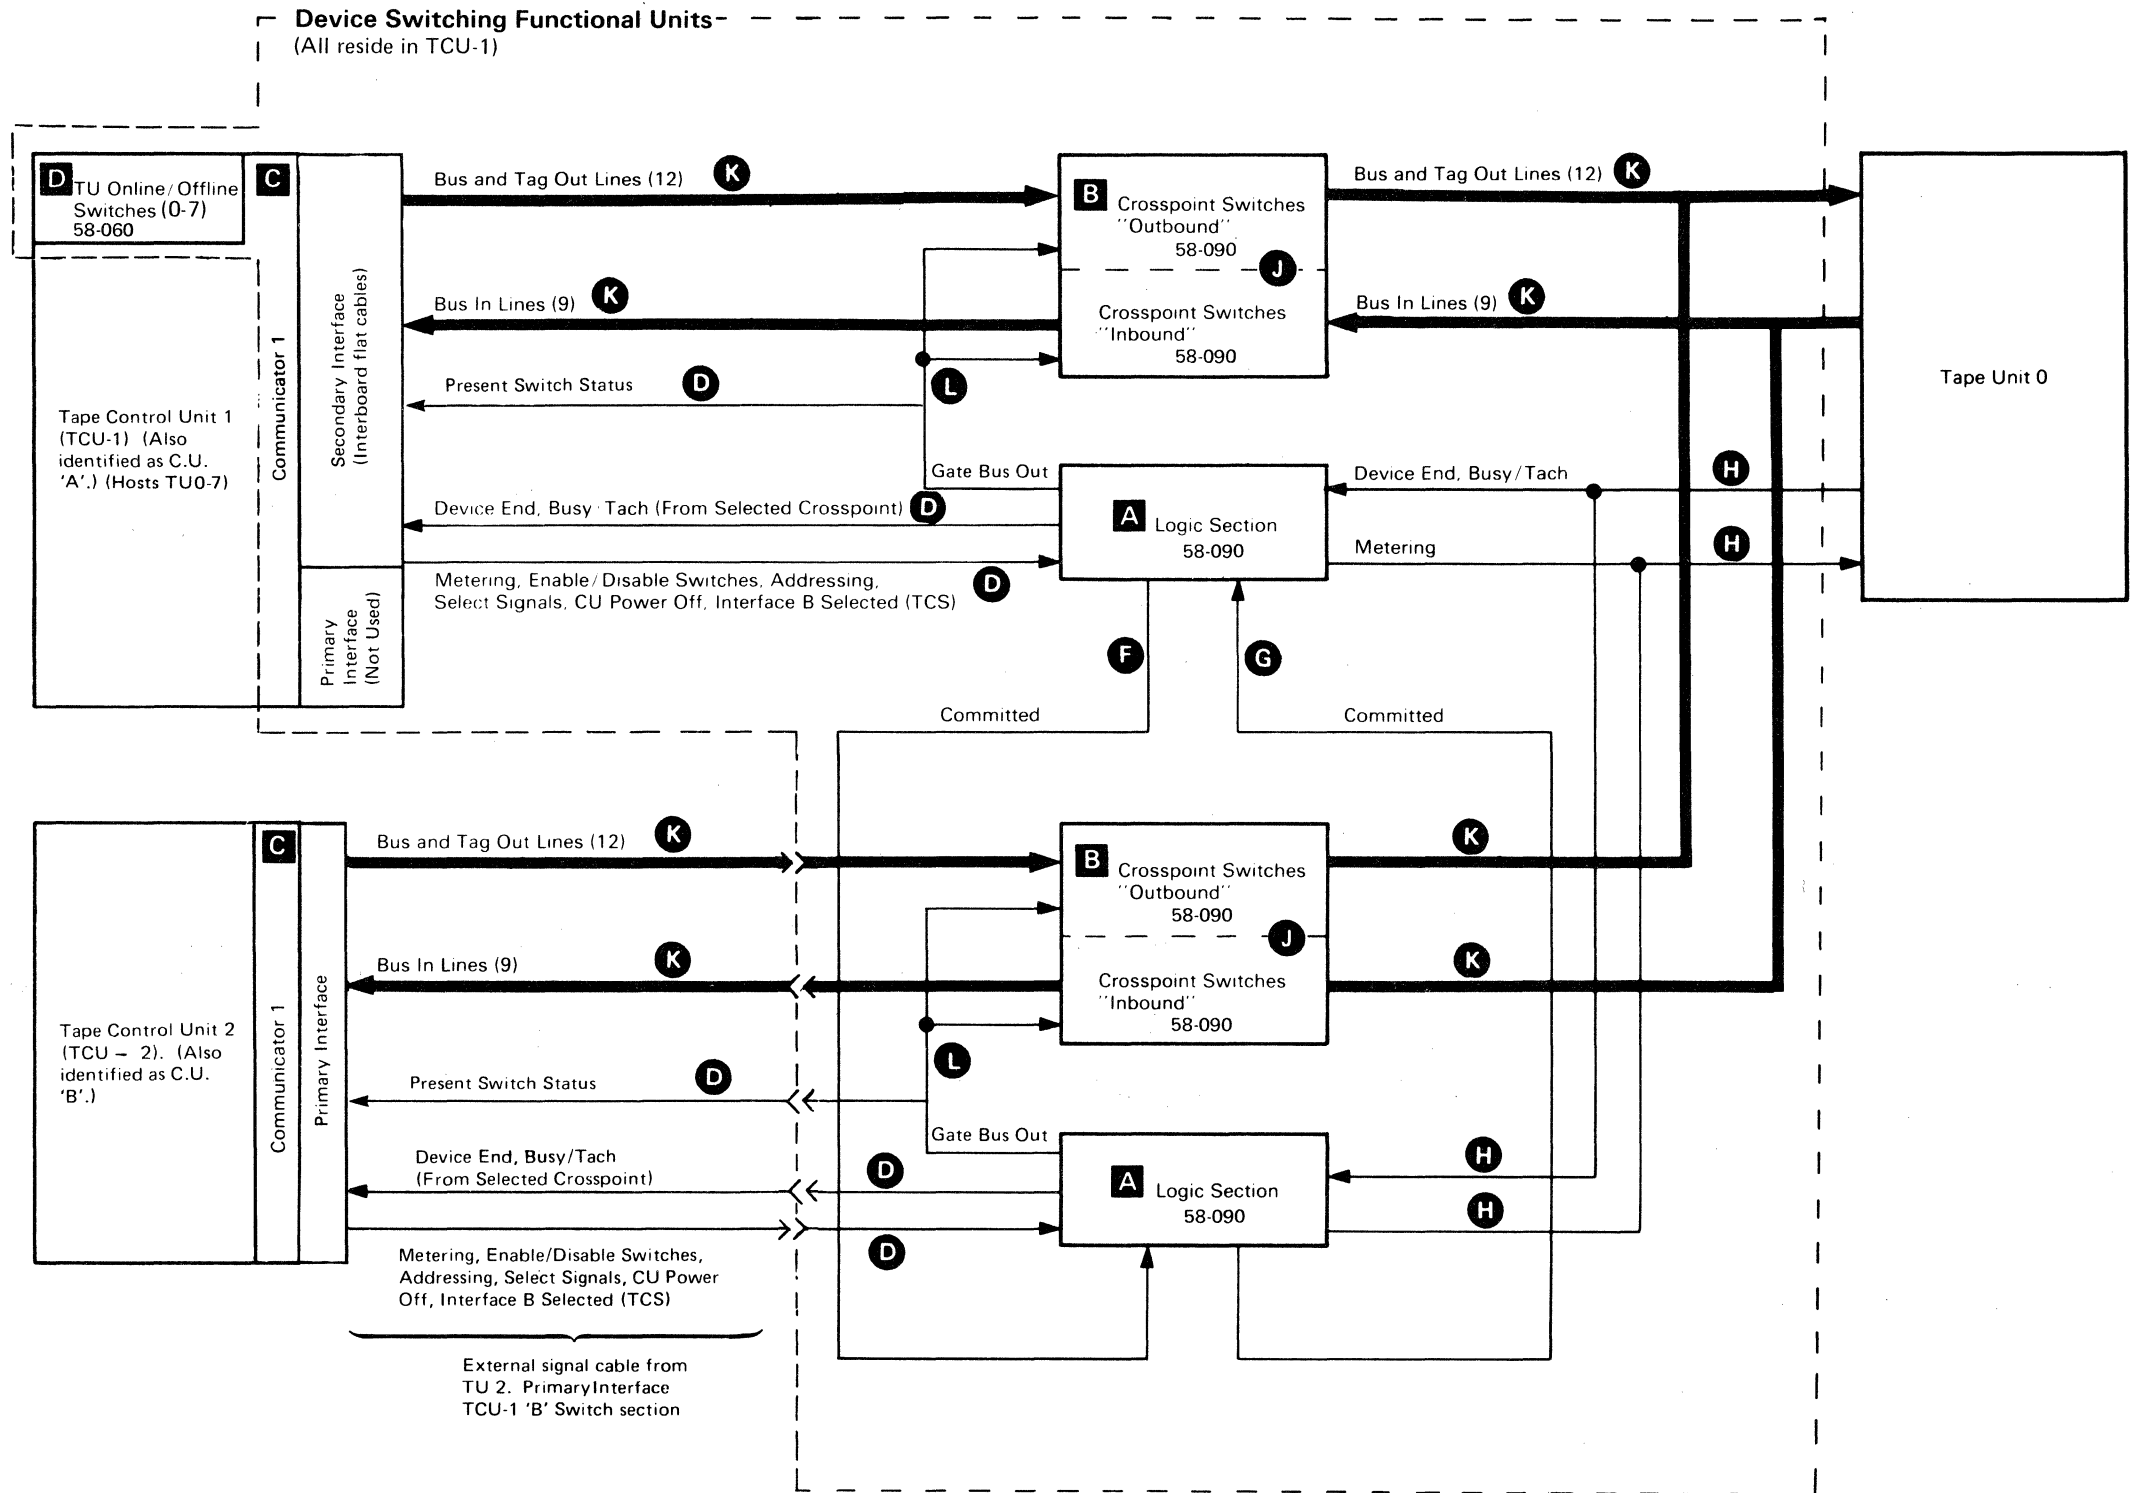 Device Switching Functional Units
(All reside in TCU-1)
D
TU Online/Offline
Switches (0-7)
58-060
C
Tape Control Unit 1
(TCU-1) (Also
identified as C.U.
'A'.) (Hosts TU0-7)
Communicator 1
Secondary Interface
(Interboard flat cables)
Primary
Interface
(Not Used)
Bus and Tag Out Lines (12)
K
Bus In Lines (9)
K
Present Switch Status
D
L
Gate Bus Out
Device End, Busy Tach (From Selected Crosspoint)
D
Metering, Enable/Disable Switches, Addressing,
Select Signals, CU Power Off, Interface B Selected (TCS)
D
B
Crosspoint Switches
"Outbound"
58-090
J
Crosspoint Switches
"Inbound"
58-090
A
Logic Section
58-090
Bus and Tag Out Lines (12)
K
Bus In Lines (9)
K
Device End, Busy/Tach
H
Metering
H
Tape Unit 0
F
G
Committed
Committed
C
Tape Control Unit 2
(TCU – 2). (Also
identified as C.U.
'B'.)
Communicator 1
Primary Interface
Bus and Tag Out Lines (12)
K
Bus In Lines (9)
K
Present Switch Status
D
L
Gate Bus Out
Device End, Busy/Tach
(From Selected Crosspoint)
D
D
Metering, Enable/Disable Switches,
Addressing, Select Signals, CU Power
Off, Interface B Selected (TCS)
B
Crosspoint Switches
"Outbound"
58-090
J
Crosspoint Switches
"Inbound"
58-090
K
K
A
Logic Section
58-090
H
H
External signal cable from
TU 2. Primary Interface
TCU-1 'B' Switch section